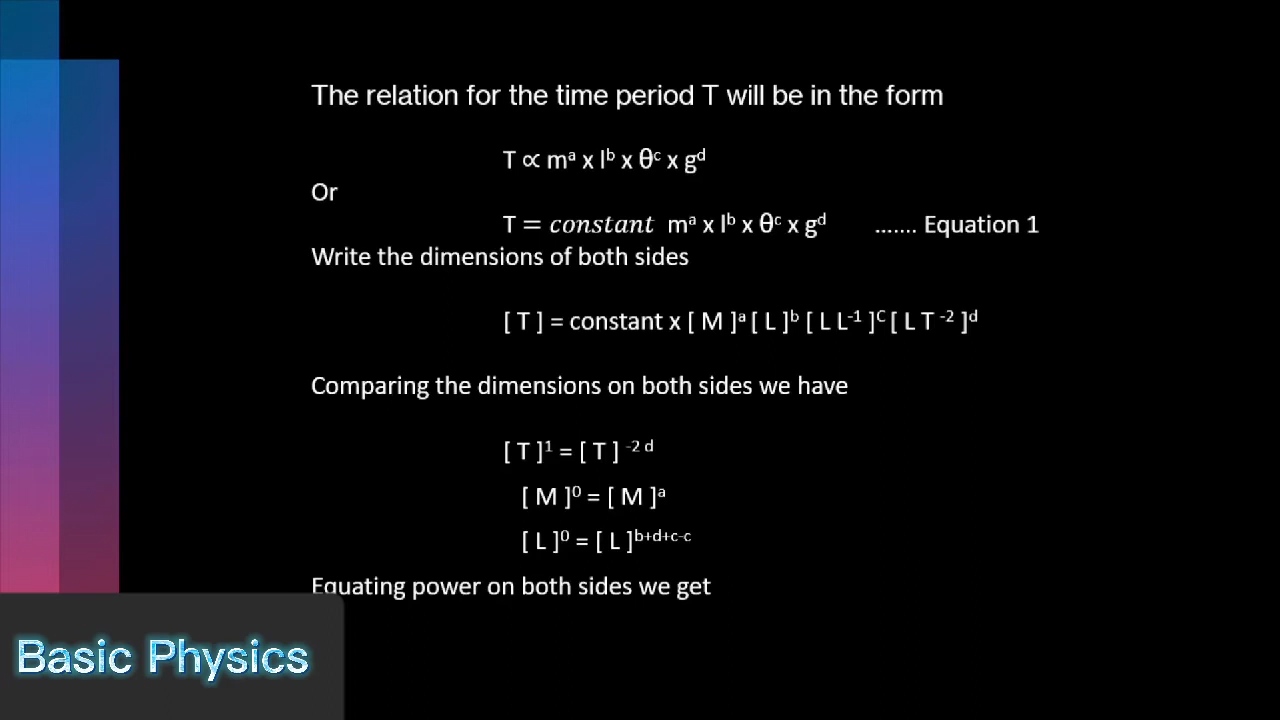 The relation for the time period T will be in the form
T ∝ mᵃ x lᵇ x θᶜ x gᵈ
Or
T = constant mᵃ x lᵇ x θᶜ x gᵈ ....... Equation 1
Write the dimensions of both sides
[ T ] = constant x [ M ]ᵃ [ L ]ᵇ [ L L⁻¹ ]ᶜ [ L T ⁻² ]ᵈ
Comparing the dimensions on both sides we have
[ T ]¹ = [ T ] ⁻² ᵈ
[ M ]⁰ = [ M ]ᵃ
[ L ]⁰ = [ L ]ᵇ⁺ᵈ⁺ᶜ⁻ᶜ
Equating power on both sides we get
Basic Physics